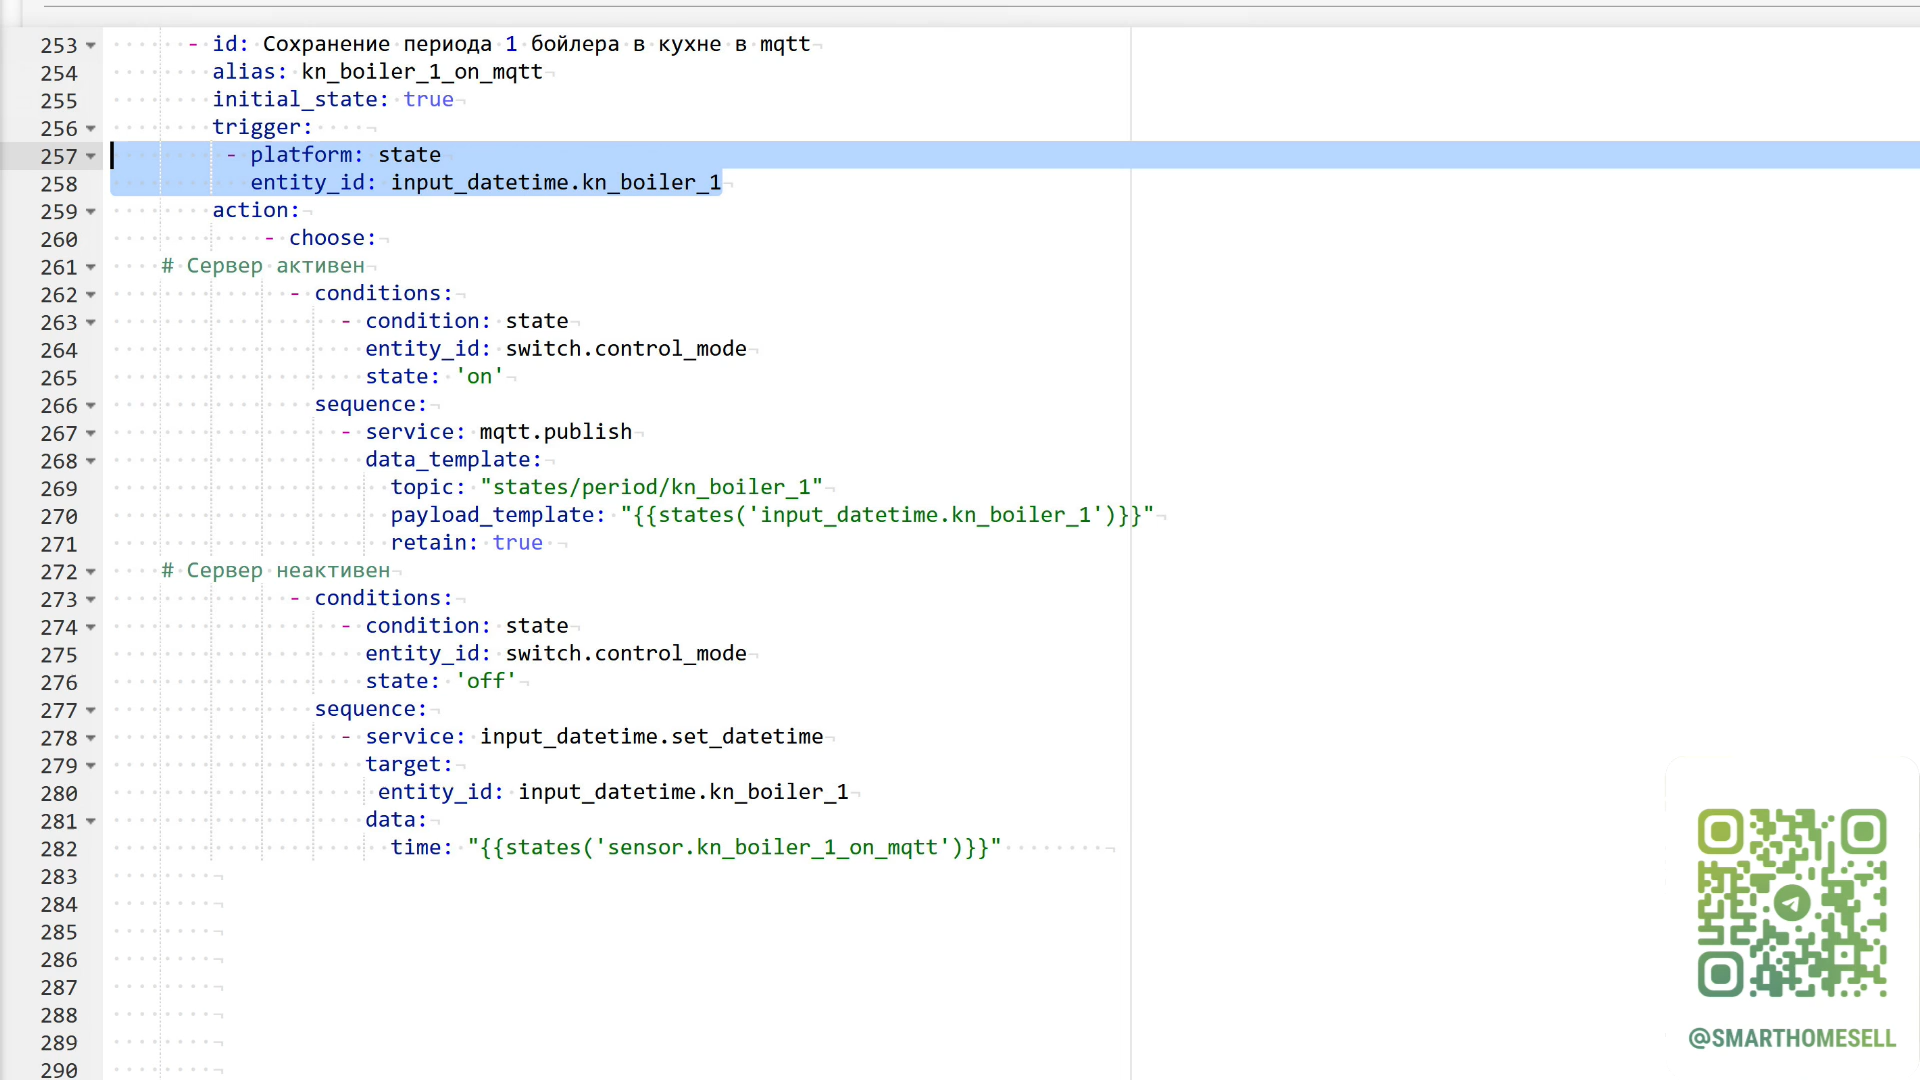 253 - id: Сохранение периода 1 бойлера в кухне в mqtt
254 alias: kn_boiler_1_on_mqtt
255 initial_state: true
256 trigger:
257 - platform: state
258 entity_id: input_datetime.kn_boiler_1
259 action:
260 - choose:
261 # Сервер активен
262 - conditions:
263 - condition: state
264 entity_id: switch.control_mode
265 state: 'on'
266 sequence:
267 - service: mqtt.publish
268 data_template:
269 topic: "states/period/kn_boiler_1"
270 payload_template: "{{states('input_datetime.kn_boiler_1')}}"
271 retain: true
272 # Сервер неактивен
273 - conditions:
274 - condition: state
275 entity_id: switch.control_mode
276 state: 'off'
277 sequence:
278 - service: input_datetime.set_datetime
279 target:
280 entity_id: input_datetime.kn_boiler_1
281 data:
282 time: "{{states('sensor.kn_boiler_1_on_mqtt')}}"
283
284
285
286
287
288
289
290
@SMARTHOMESELL